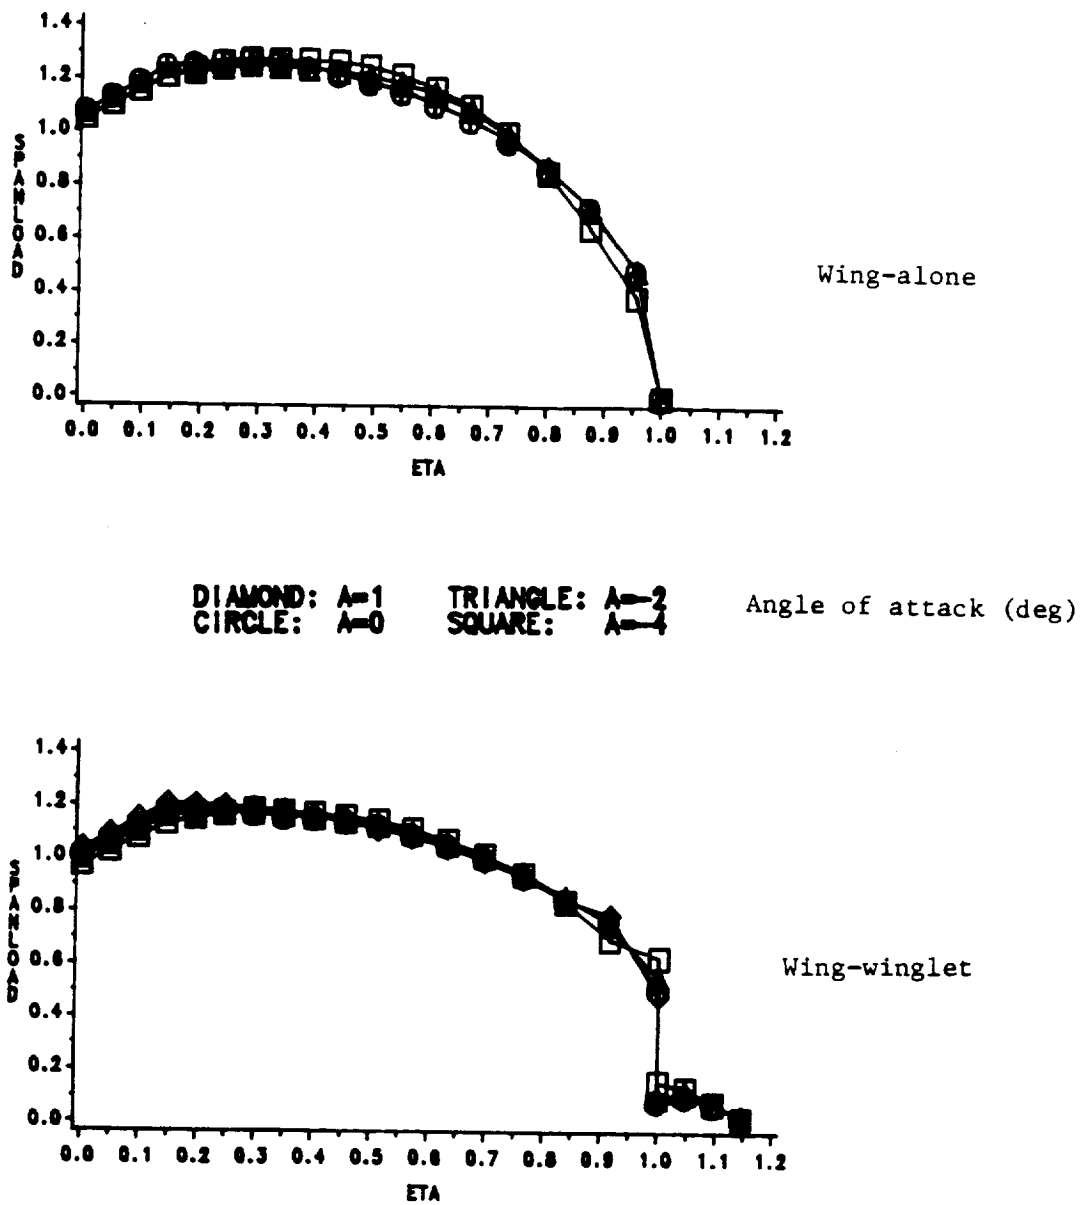 1.4
1.2
1.0
0.8
0.6
0.4
0.2
0.0
SPANLOAD
0.0 0.1 0.2 0.3 0.4 0.5 0.6 0.7 0.8 0.9 1.0 1.1 1.2
ETA
Wing-alone
DIAMOND: A=1 TRIANGLE: A=-2
CIRCLE: A=0 SQUARE: A=-4
Angle of attack (deg)
1.4
1.2
1.0
0.8
0.6
0.4
0.2
0.0
SPANLOAD
0.0 0.1 0.2 0.3 0.4 0.5 0.6 0.7 0.8 0.9 1.0 1.1 1.2
ETA
Wing-winglet